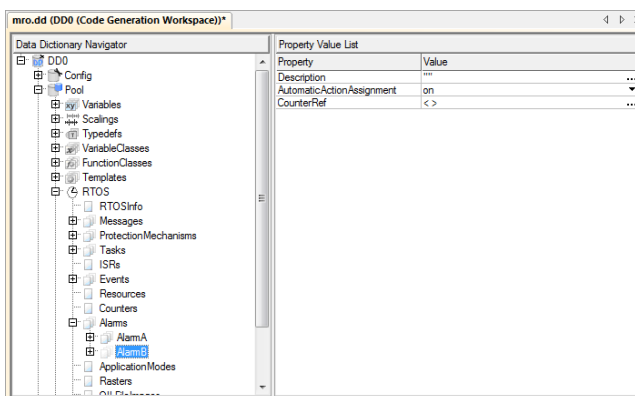 mro.dd (DD0 (Code Generation Workspace))*
Data Dictionary Navigator
DD0
Config
Pool
Variables
Scalings
Typedefs
VariableClasses
FunctionClasses
Templates
RTOS
RTOSInfo
Messages
ProtectionMechanisms
Tasks
ISRs
Events
Resources
Counters
Alarms
AlarmA
AlarmB
ApplicationModes
Rasters
Property Value List
Property Value
Description "" ...
AutomaticActionAssignment on
CounterRef < > ...